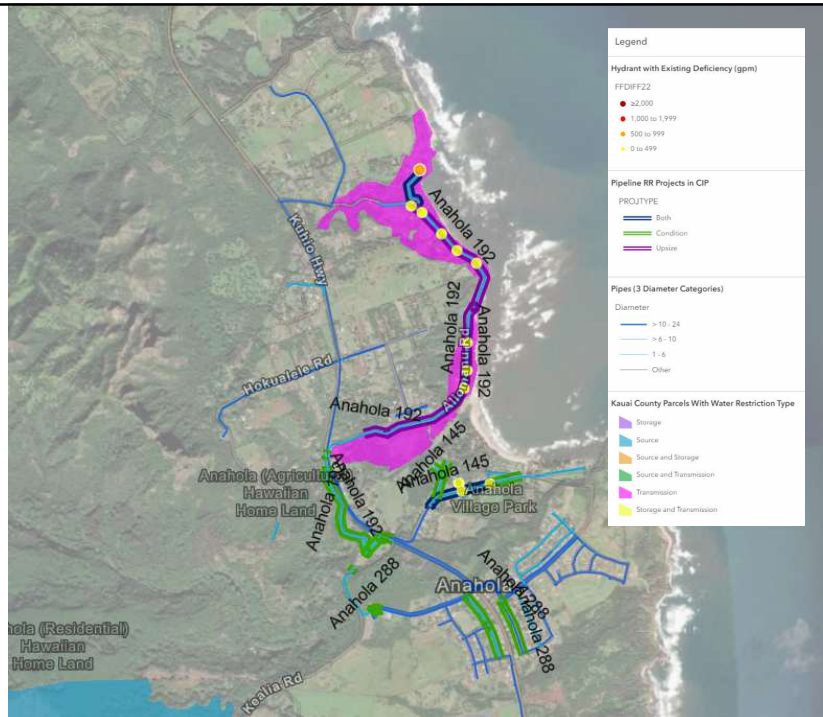 Legend
Hydrant with Existing Deficiency (gpm)
FFDIFF22
≥2,000
1,000 to 1,999
500 to 999
0 to 499
Pipeline RR Projects in CIP
PROJTYPE
Both
Condition
Upsize
Pipes (3 Diameter Categories)
Diameter
> 10 - 24
> 6 - 10
1 - 6
Other
Kauai County Parcels With Water Restriction Type
Storage
Source
Source and Storage
Source and Transmission
Transmission
Storage and Transmission
Anahola 192
Kuhio Hwy
Anahola 192
Anahola 192
Hokualele Rd
Anahola 192
Anahola 145
Anahola 145
Anahola (Agricultural)
Hawaiian
Home Land
Anahola 192
Anahola
Village Park
Anahola 288
Anahola
Anahola 288
Anahola 288
(Residential)
Hawaiian
Home Land
Kealia Rd